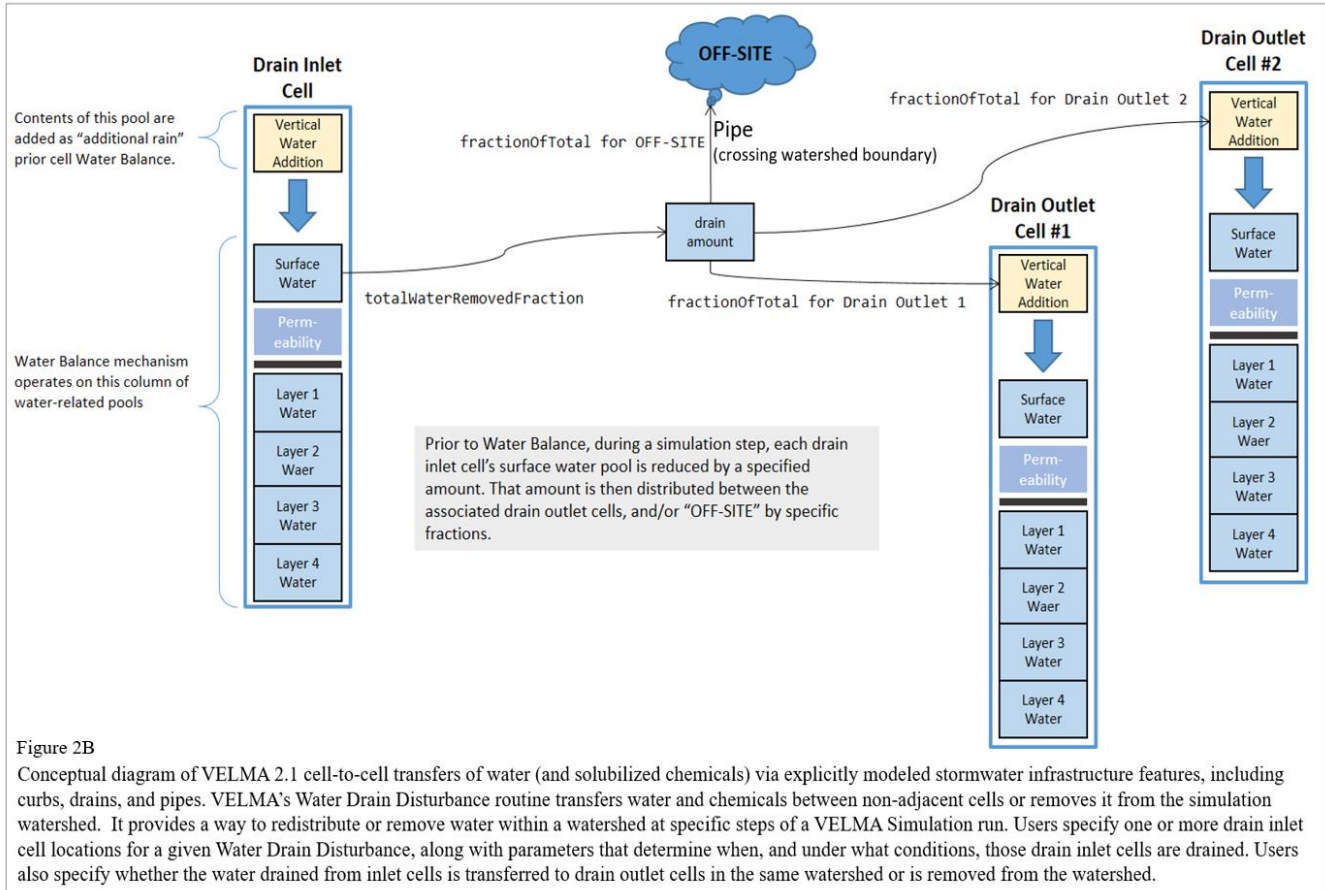 OFF-SITE
Drain Outlet
Cell #2
Drain Inlet
Cell
Contents of this pool are
added as “additional rain”
prior cell Water Balance.
Vertical
Water
Addition
fractionOfTotal for OFF-SITE
Pipe
(crossing watershed boundary)
fractionOfTotal for Drain Outlet 2
Vertical
Water
Addition
drain
amount
Drain Outlet
Cell #1
Surface
Water
totalWaterRemovedFraction
fractionOfTotal for Drain Outlet 1
Vertical
Water
Addition
Surface
Water
Perm-
eability
Perm-
eability
Water Balance mechanism
operates on this column of
water-related pools
Layer 1
Water
Layer 2
Waer
Layer 3
Water
Layer 4
Water
Prior to Water Balance, during a simulation step, each drain
inlet cell’s surface water pool is reduced by a specified
amount. That amount is then distributed between the
associated drain outlet cells, and/or “OFF-SITE” by specific
fractions.
Surface
Water
Perm-
eability
Layer 1
Water
Layer 2
Waer
Layer 3
Water
Layer 4
Water
Layer 1
Water
Layer 2
Waer
Layer 3
Water
Layer 4
Water
Figure 2B
Conceptual diagram of VELMA 2.1 cell-to-cell transfers of water (and solubilized chemicals) via explicitly modeled stormwater infrastructure features, including
curbs, drains, and pipes. VELMA’s Water Drain Disturbance routine transfers water and chemicals between non-adjacent cells or removes it from the simulation
watershed. It provides a way to redistribute or remove water within a watershed at specific steps of a VELMA Simulation run. Users specify one or more drain inlet
cell locations for a given Water Drain Disturbance, along with parameters that determine when, and under what conditions, those drain inlet cells are drained. Users
also specify whether the water drained from inlet cells is transferred to drain outlet cells in the same watershed or is removed from the watershed.